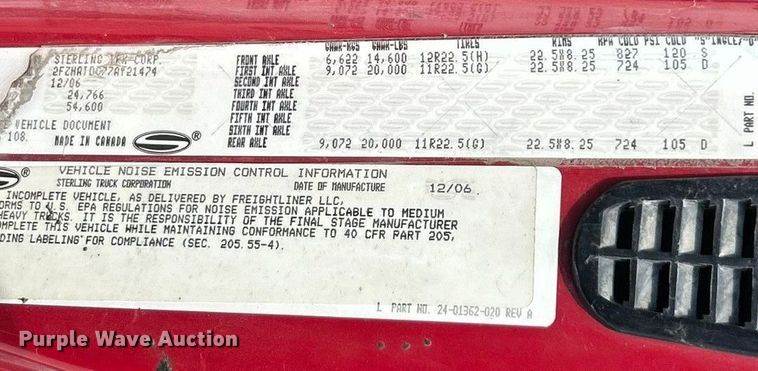 GAWR-KGS GAWR-LBS TIRES RIMS KPA COLD PSI COLD "S"INGLE/"D"
STERLING TRK CORP. FRONT AXLE 6,622 14,600 12R22.5(H) 22.5X8.25 827 120 S
FIRST INT AXLE 9,072 20,000 11R22.5(G) 22.5X8.25 724 105 D
12/06 SECOND INT AXLE
24,766 THIRD INT AXLE
54,600 FOURTH INT AXLE
FIFTH INT AXLE
VEHICLE DOCUMENT SIXTH INT AXLE
108. MADE IN CANADA S ® REAR AXLE 9,072 20,000 11R22.5(G) 22.5X8.25 724 105 D
L PART NO.
S ® VEHICLE NOISE EMISSION CONTROL INFORMATION
STERLING TRUCK CORPORATION DATE OF MANUFACTURE 12/06
INCOMPLETE VEHICLE, AS DELIVERED BY FREIGHTLINER LLC,
ORMS TO U.S. EPA REGULATIONS FOR NOISE EMISSION APPLICABLE TO MEDIUM
HEAVY TRUCKS. IT IS THE RESPONSIBILITY OF THE FINAL STAGE MANUFACTURER
OMPLETE THIS VEHICLE WHILE MAINTAINING CONFORMANCE TO 40 CFR PART 205,
DING LABELING FOR COMPLIANCE (SEC. 205.55-4).
L PART NO. 24-01362-020 REV A
Purple Wave Auction®